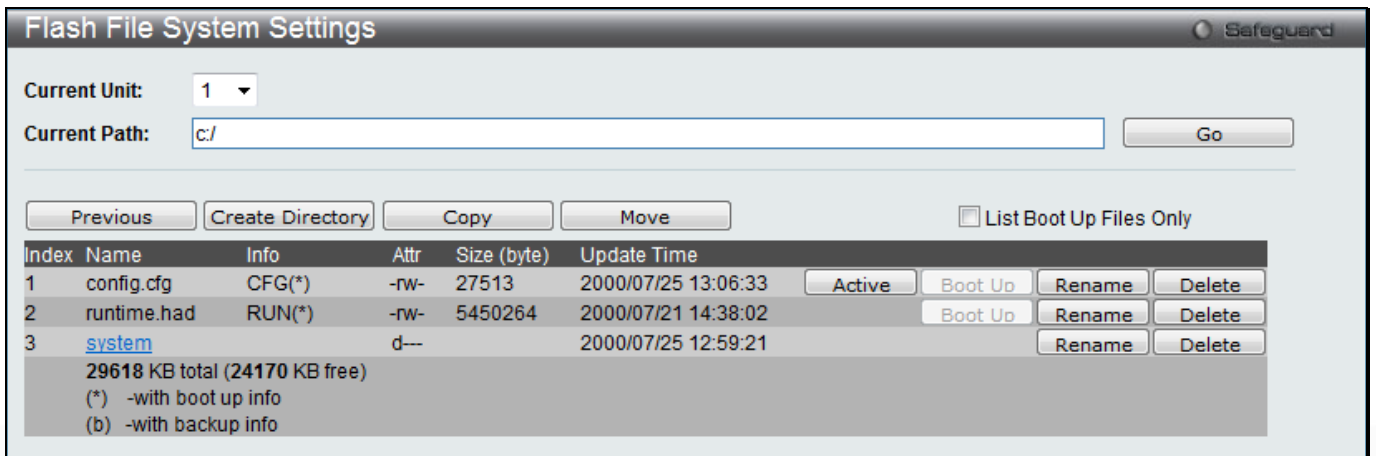 Flash File System Settings Safeguard
Current Unit: 1
Current Path: c:/ Go
Previous Create Directory Copy Move List Boot Up Files Only
Index Name Info Attr Size (byte) Update Time
1 config.cfg CFG(*) -rw- 27513 2000/07/25 13:06:33 Active Boot Up Rename Delete
2 runtime.had RUN(*) -rw- 5450264 2000/07/21 14:38:02 Boot Up Rename Delete
3 system d--- 2000/07/25 12:59:21 Rename Delete
29618 KB total (24170 KB free)
(*) -with boot up info
(b) -with backup info